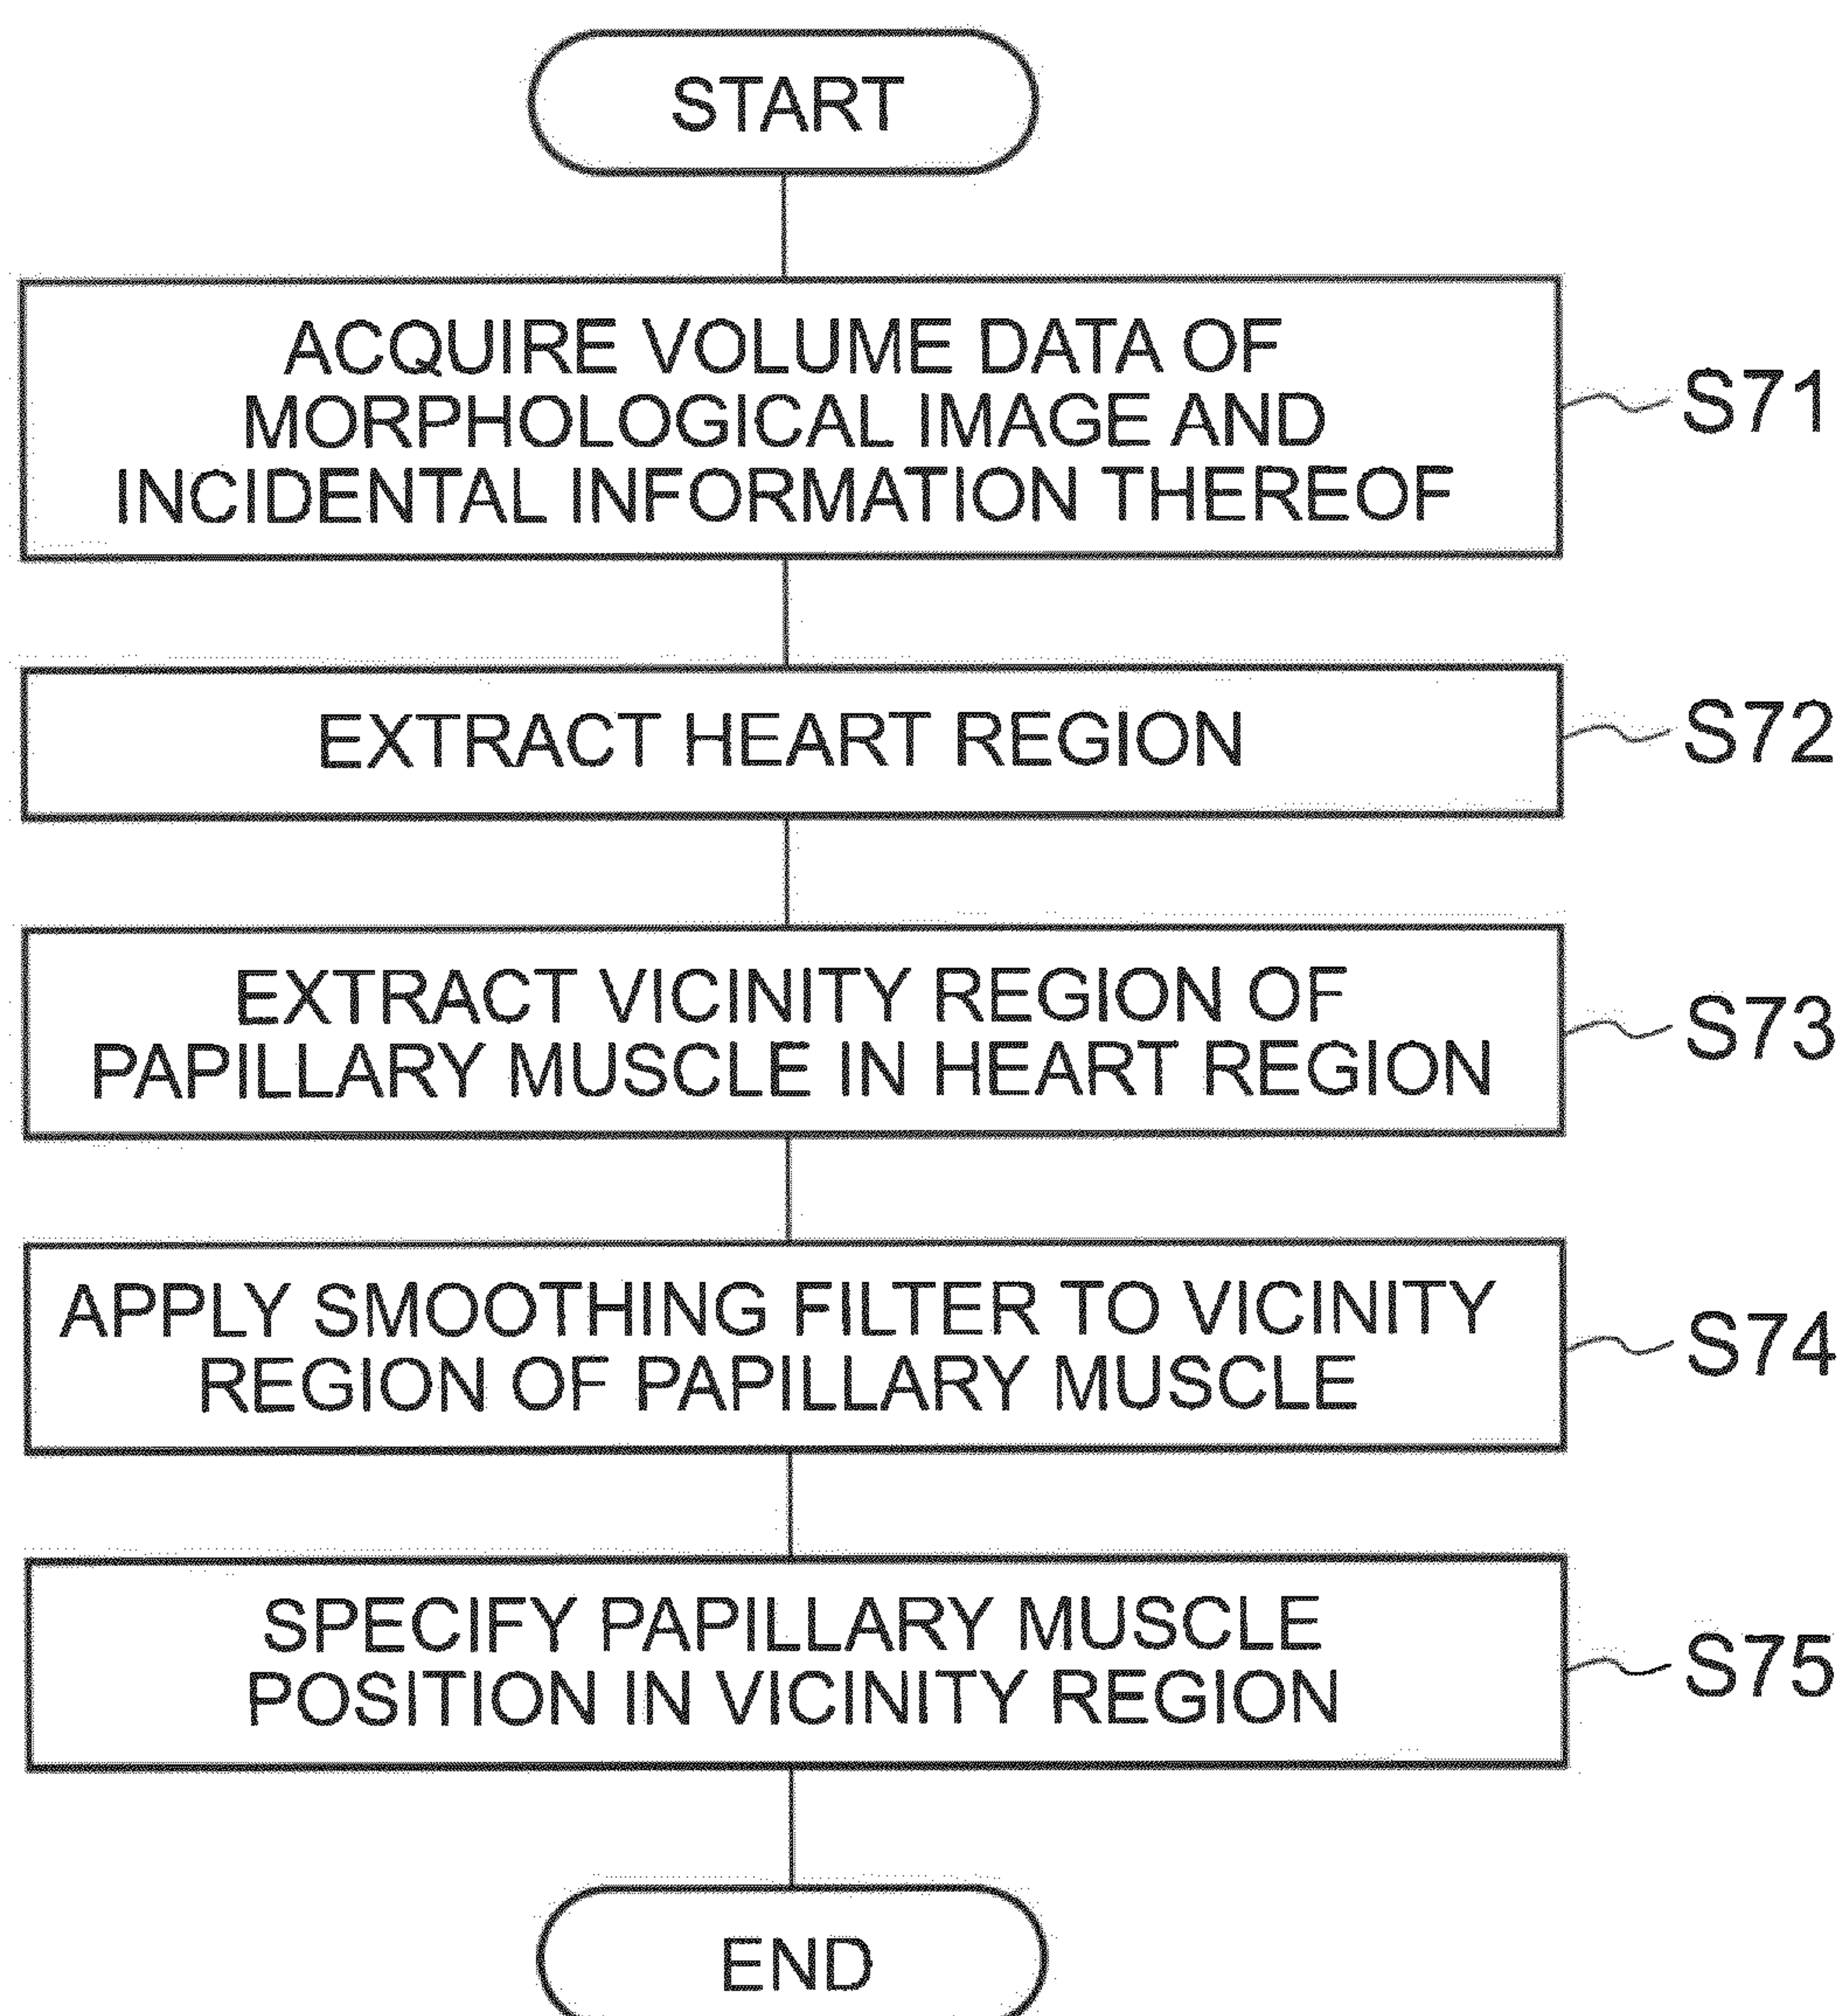 START
ACQUIRE VOLUME DATA OF
MORPHOLOGICAL IMAGE AND
INCIDENTAL INFORMATION THEREOF
S71
EXTRACT HEART REGION
S72
EXTRACT VICINITY REGION OF
PAPILLARY MUSCLE IN HEART REGION
S73
APPLY SMOOTHING FILTER TO VICINITY
REGION OF PAPILLARY MUSCLE
S74
SPECIFY PAPILLARY MUSCLE
POSITION IN VICINITY REGION
S75
END